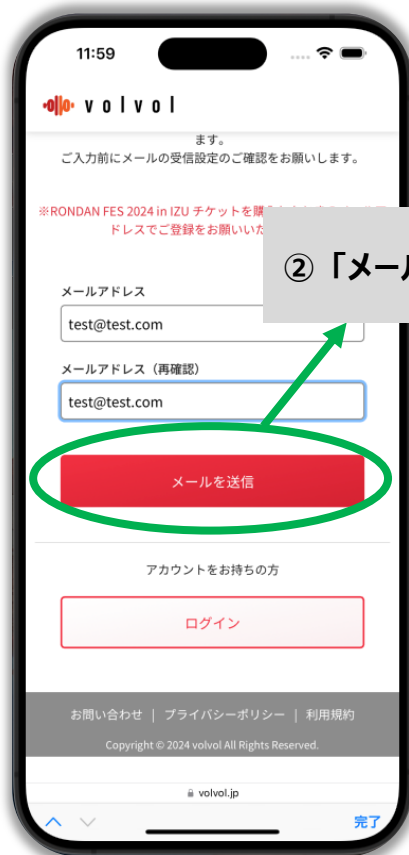 11:59
volvol
ます。
ご入力前にメールの受信設定のご確認をお願いします。
※RONDAN FES 2024 in IZU チケットを
ドレスでご登録をお願いいた
②「メール
メールアドレス
test@test.com
メールアドレス（再確認）
test@test.com
メールを送信
アカウントをお持ちの方
ログイン
お問い合わせ | プライバシーポリシー | 利用規約
Copyright © 2024 volvol All Rights Reserved.
volvol.jp
完了